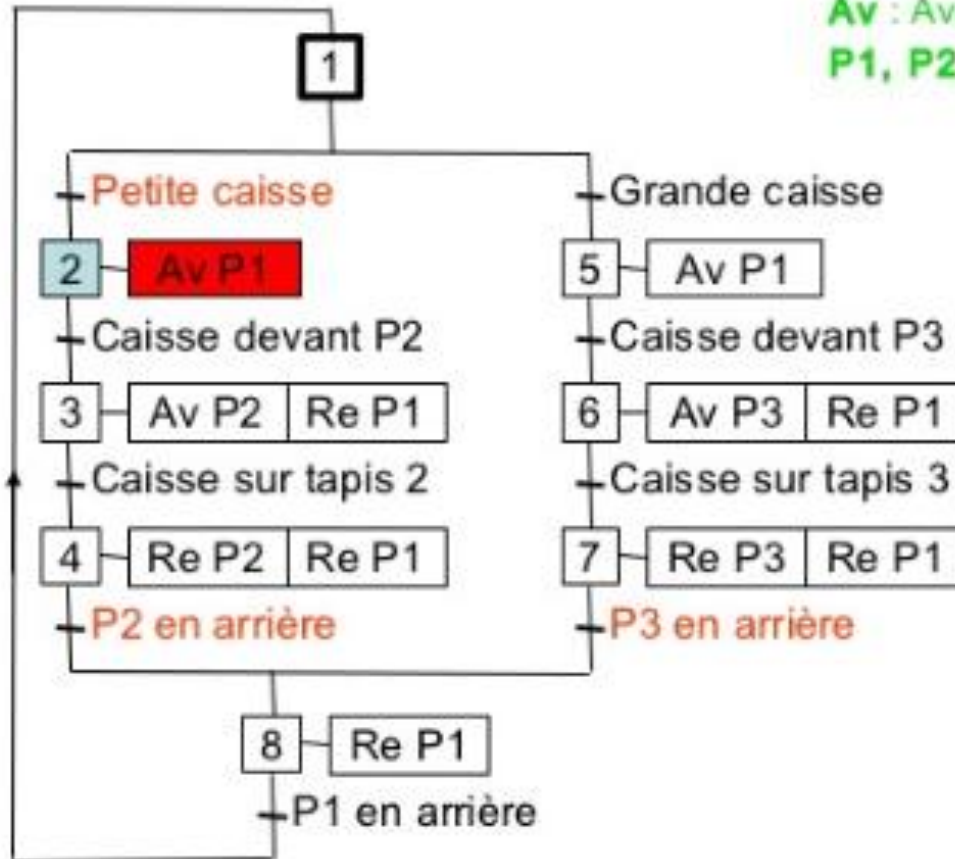 Av : Av
P1, P2
1
Petite caisse
Grande caisse
2 Av P1
5 Av P1
Caisse devant P2
Caisse devant P3
3 Av P2 Re P1
6 Av P3 Re P1
Caisse sur tapis 2
Caisse sur tapis 3
4 Re P2 Re P1
7 Re P3 Re P1
P2 en arrière
P3 en arrière
8 Re P1
P1 en arrière